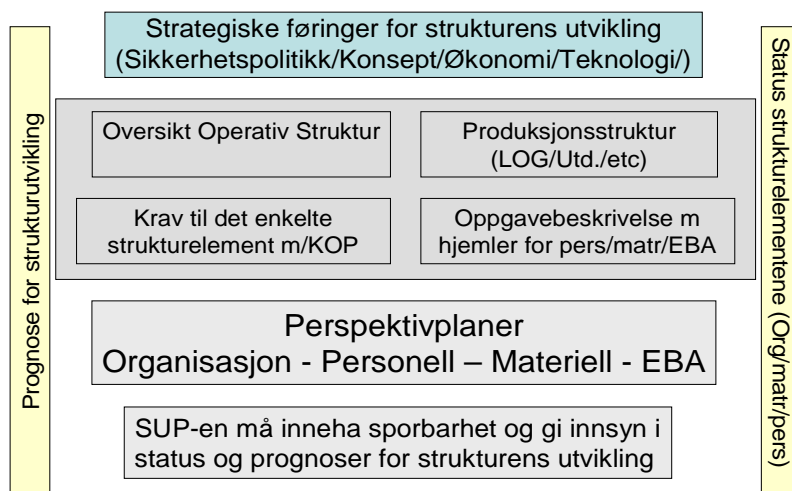 Strategiske føringer for strukturens utvikling
(Sikkerhetspolitikk/Konsept/Økonomi/Teknologi/)
Prognose for strukturutvikling
Oversikt Operativ Struktur
Produksjonsstruktur
(LOG/Utd./etc)
Krav til det enkelte
strukturelement m/KOP
Oppgavebeskrivelse m
hjemler for pers/matr/EBA
Status strukturelementene (Org/matr/pers)
Perspektivplaner
Organisasjon - Personell – Materiell - EBA
SUP-en må inneha sporbarhet og gi innsyn i
status og prognoser for strukturens utvikling